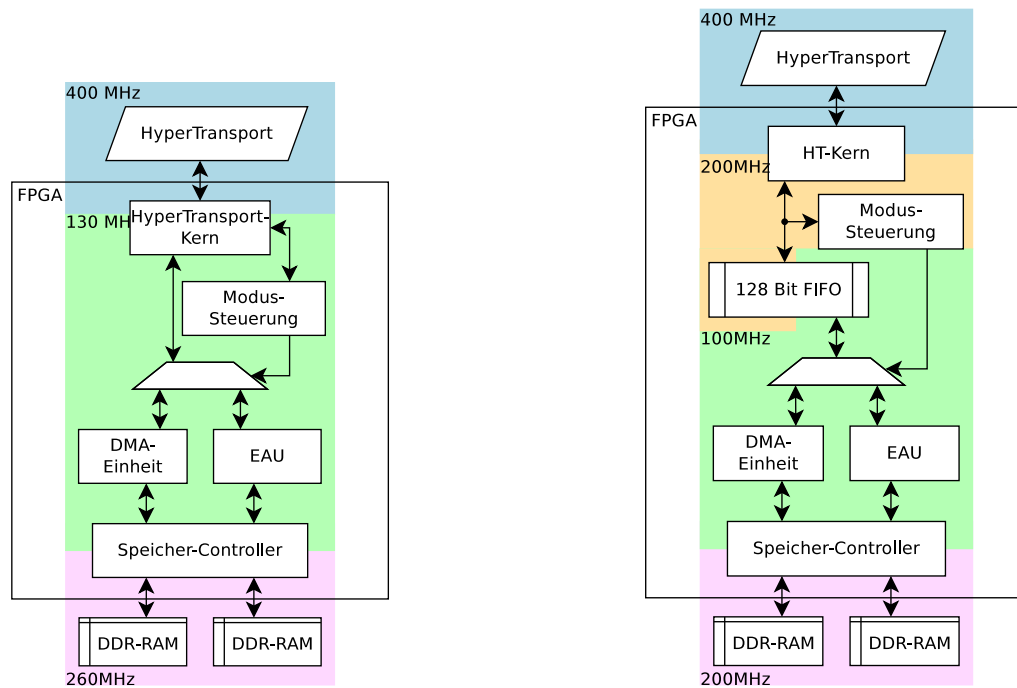 400 MHz
HyperTransport
FPGA
130 MH
HyperTransport-
Kern
Modus-
Steuerung
DMA-
Einheit
EAU
Speicher-Controller
DDR-RAM
DDR-RAM
260MHz
400 MHz
HyperTransport
FPGA
HT-Kern
200MHz
Modus-
Steuerung
128 Bit FIFO
100MHz
DMA-
Einheit
EAU
Speicher-Controller
DDR-RAM
DDR-RAM
200MHz